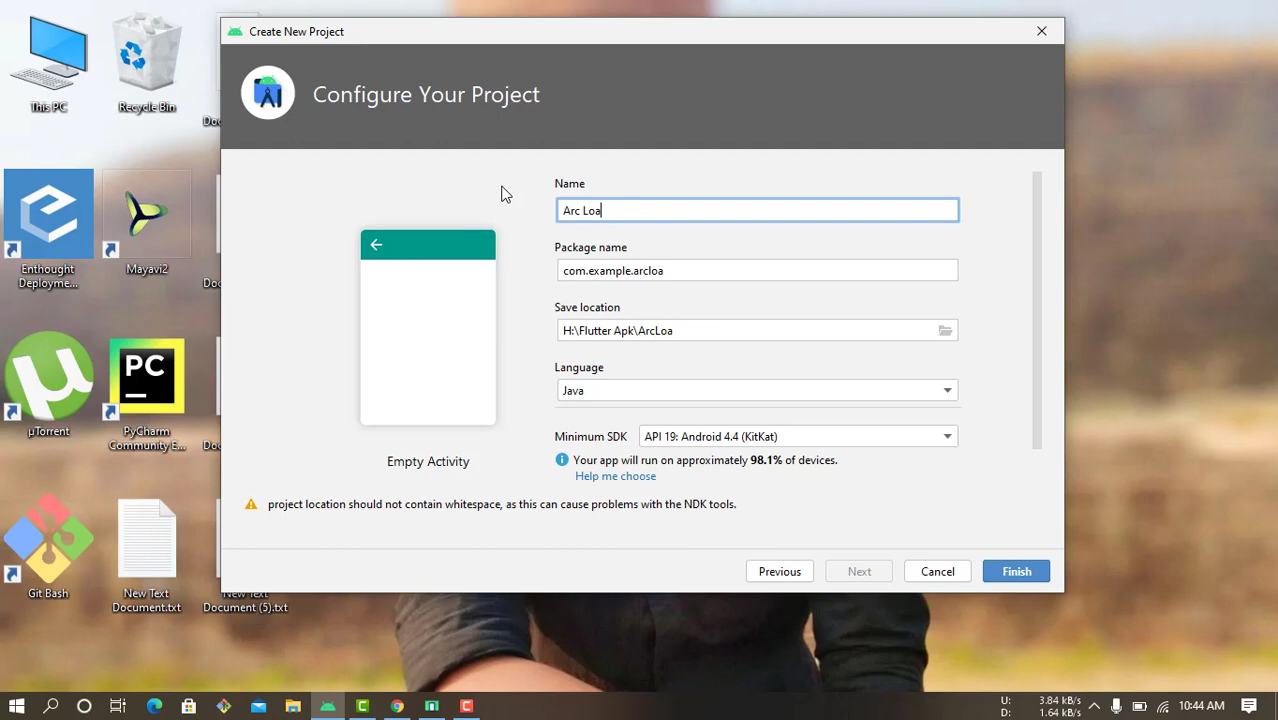 Create New Project
Configure Your Project
This PC
Recycle Bin
Enthought
Deployme...
Mayavi2
µTorrent
PC
PyCharm
Community E...
Git Bash
New Text
Document.txt
New Text
Document (5).txt
Name
Arc Loa
Package name
com.example.arcloa
Save location
H:\Flutter Apk\ArcLoa
Language
Java
Minimum SDK
API 19: Android 4.4 (KitKat)
Your app will run on approximately 98.1% of devices.
Help me choose
Empty Activity
project location should not contain whitespace, as this can cause problems with the NDK tools.
Previous
Next
Cancel
Finish
U: 3.84 kB/s
D: 1.64 kB/s
10:44 AM